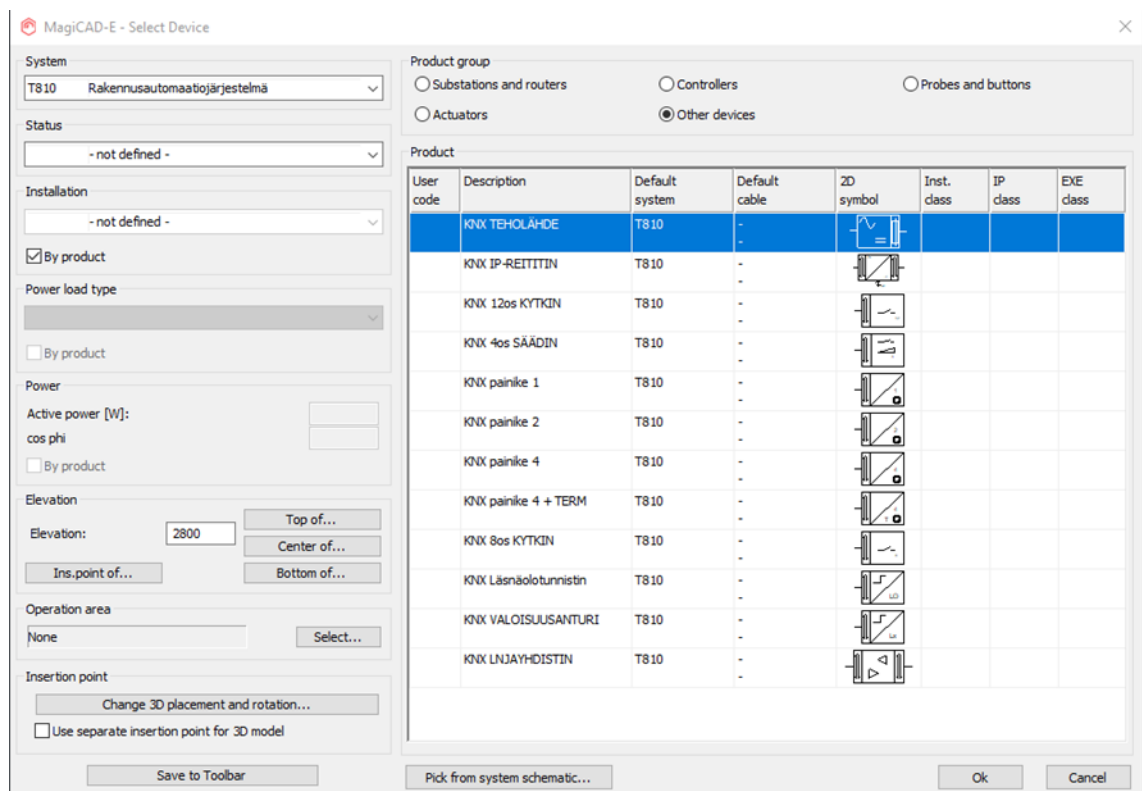 MagiCAD-E - Select Device
System
T810 Rakennusautomaatiojärjestelmä
Status
- not defined -
Installation
- not defined -
By product
Power load type
By product
Power
Active power [W]:
cos phi
By product
Elevation
Elevation: 2800
Top of...
Center of...
Ins.point of...
Bottom of...
Operation area
None
Select...
Insertion point
Change 3D placement and rotation...
Use separate insertion point for 3D model
Save to Toolbar
Product group
Substations and routers Controllers Probes and buttons
Actuators Other devices
Product
User code Description Default system Default cable 2D symbol Inst. class IP class EXE class
KNX TEHOLÄHDE T810 - -
KNX IP-REITITIN T810 - -
KNX 12os KYTKIN T810 - -
KNX 4os SÄÄDIN T810 - -
KNX painike 1 T810 - -
KNX painike 2 T810 - -
KNX painike 4 T810 - -
KNX painike 4 + TERM T810 - -
KNX 8os KYTKIN T810 - -
KNX Läsnäolotunnistin T810 - -
KNX VALOISUUSANTURI T810 - -
KNX LNJAYHDISTIN T810 - -
Pick from system schematic... Ok Cancel